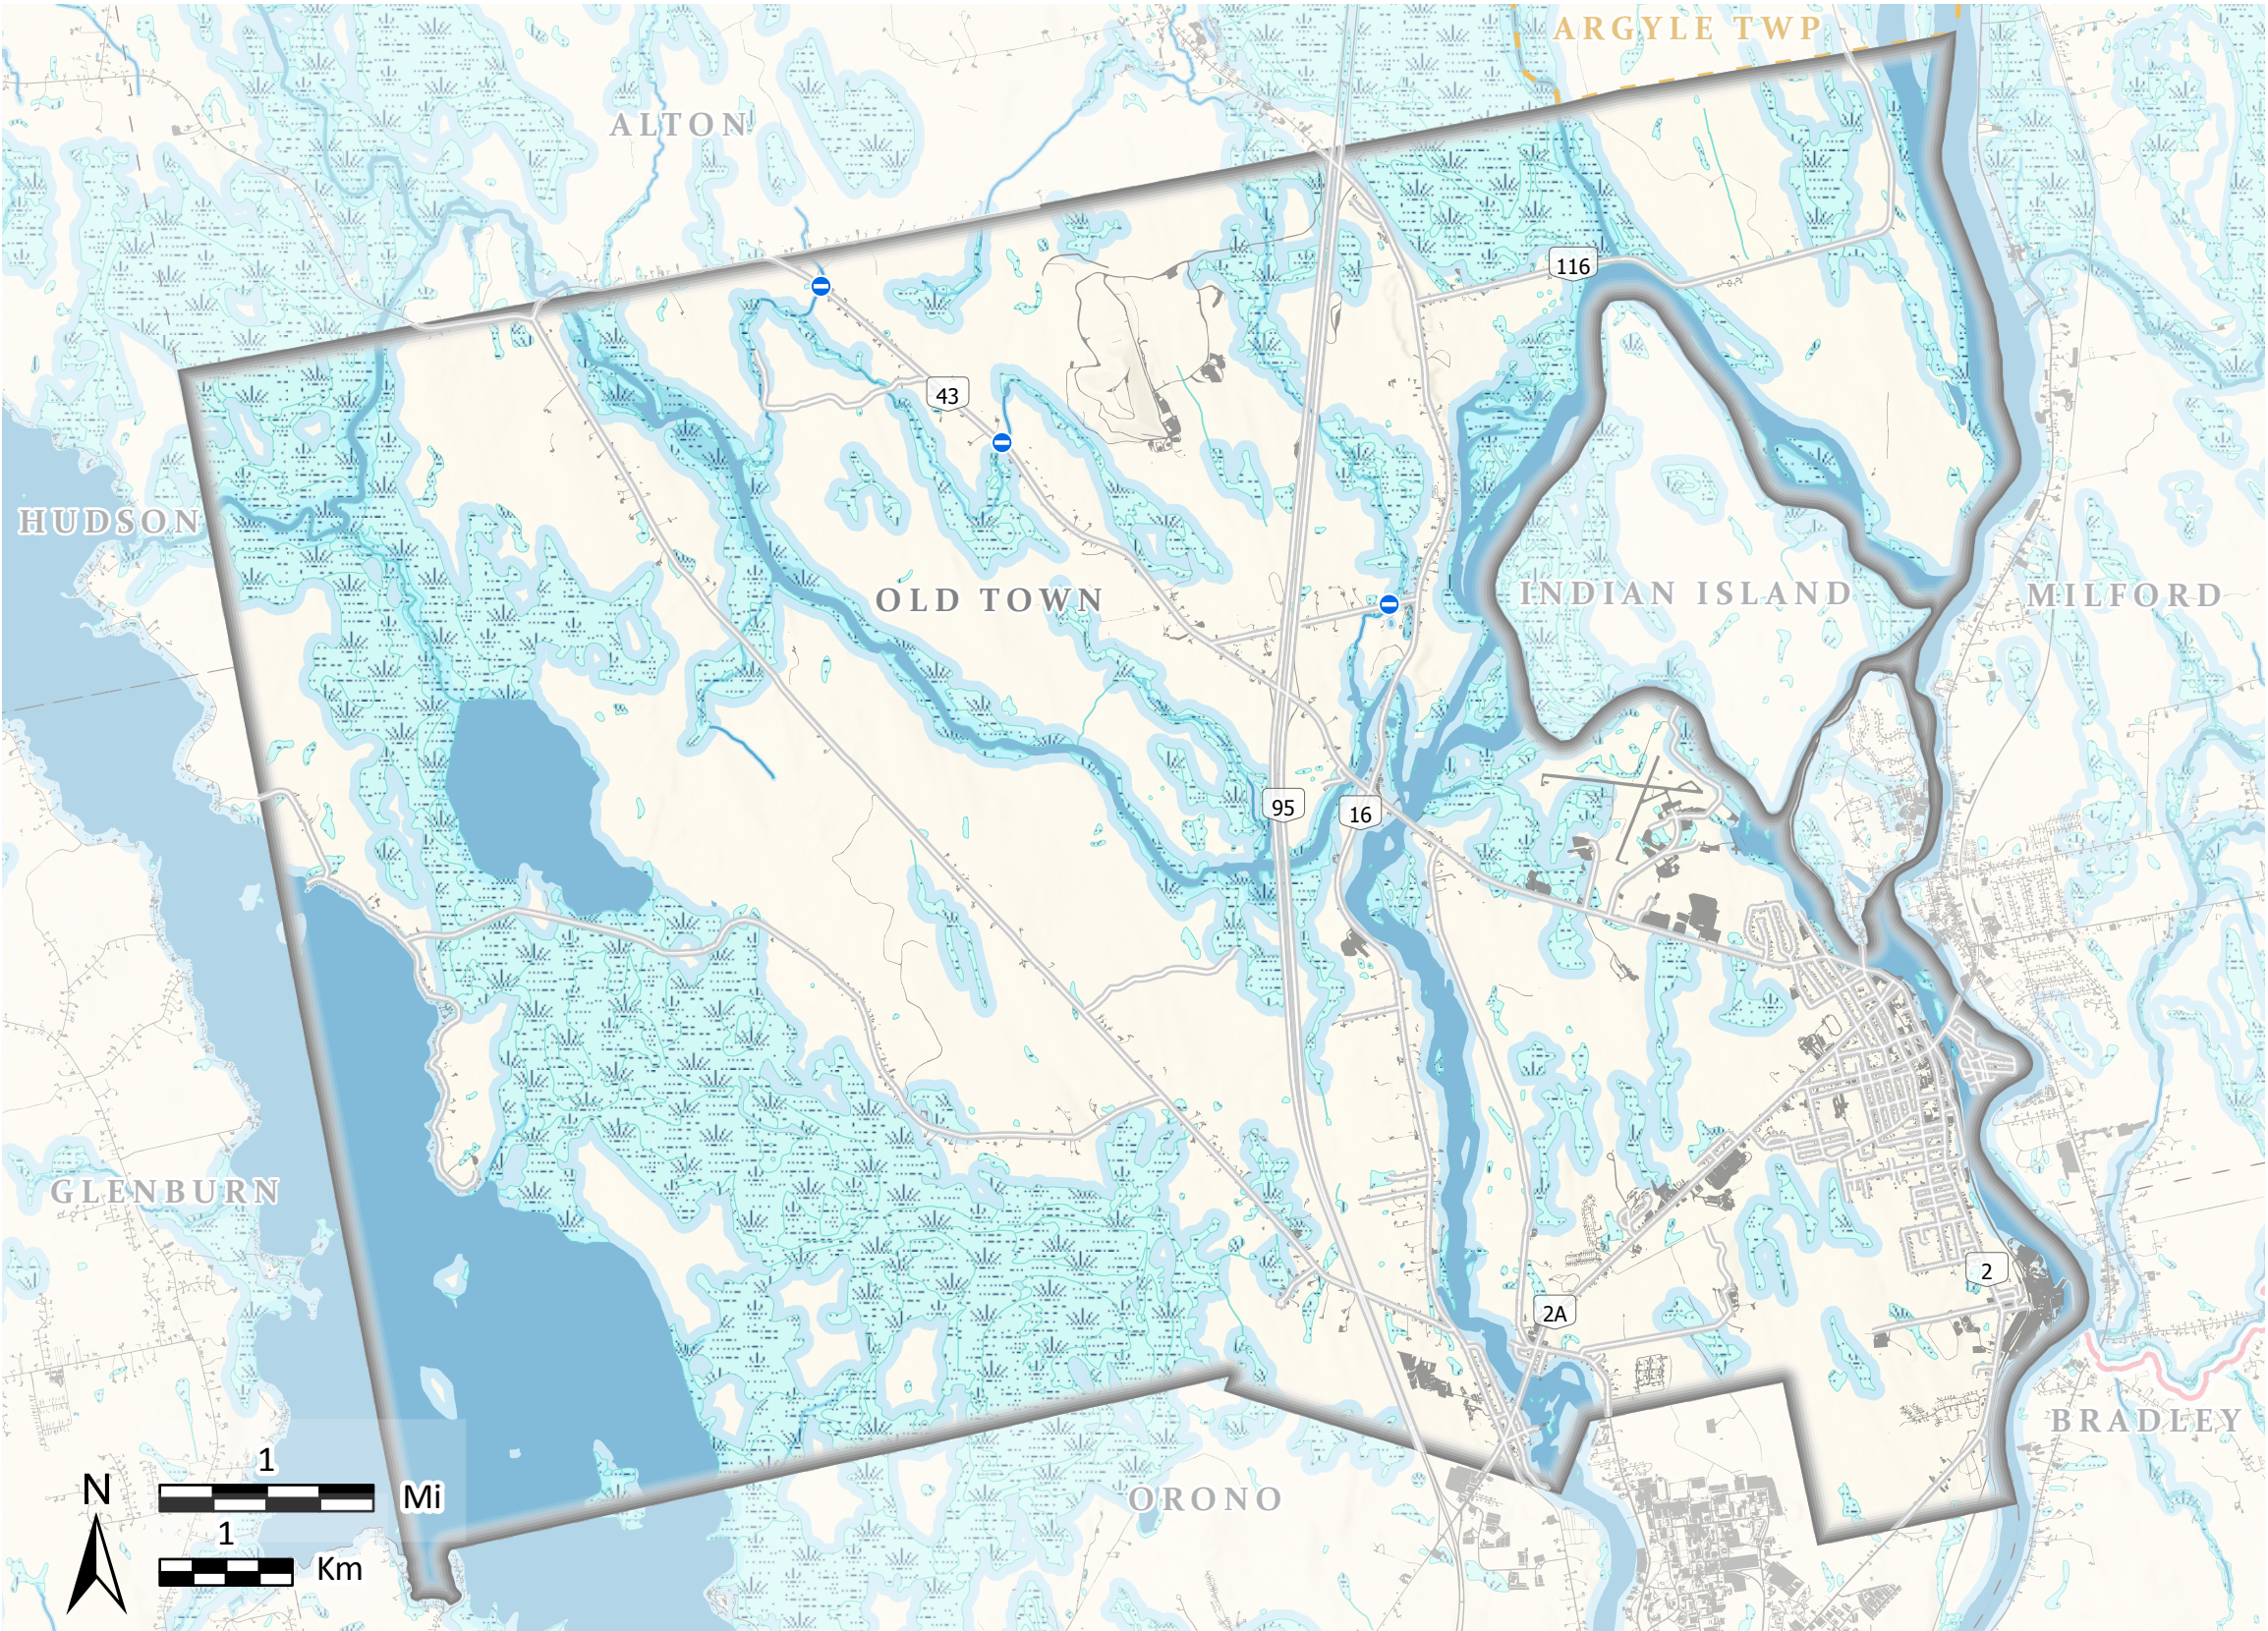 ARGYLE TWP
ALTON
116
43
HUDSON
OLD TOWN
INDIAN ISLAND
MILFORD
95
16
GLENBURN
2
2A
BRADLEY
ORONO
N
1
Mi
1
Km